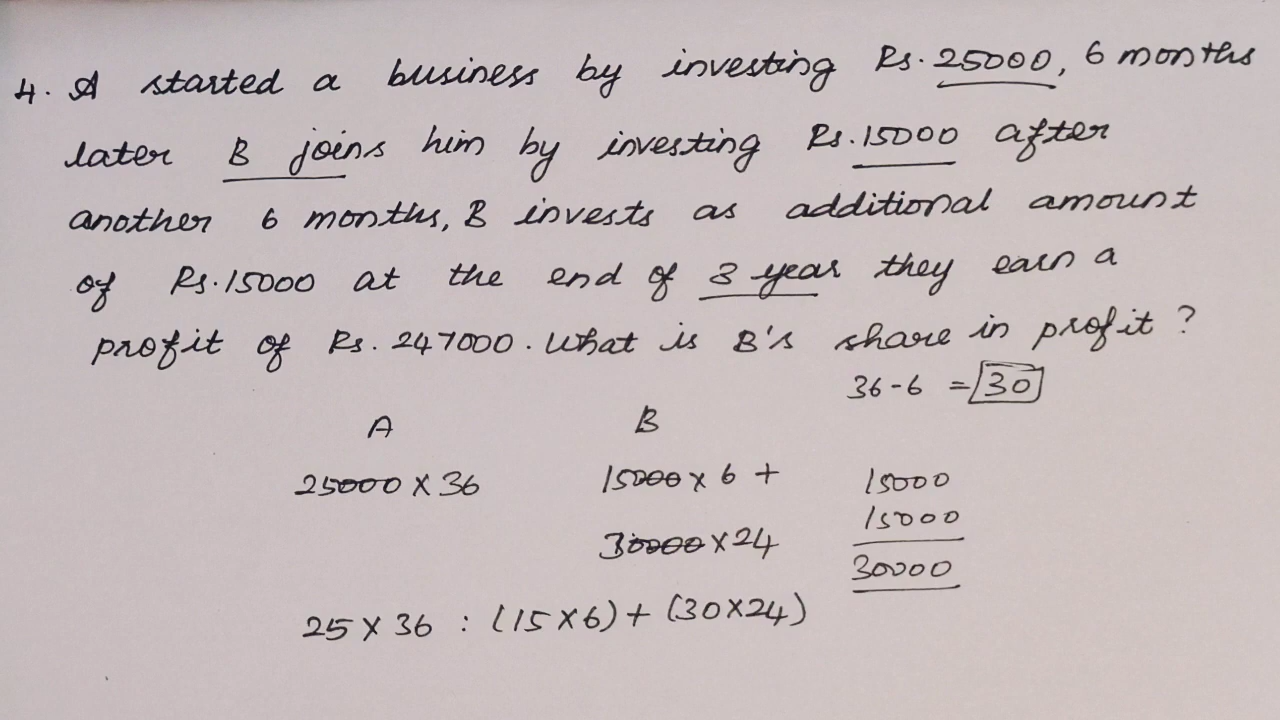 4. A started a business by investing Rs. 25000, 6 months
later B joins him by investing Rs.15000 after
another 6 months, B invests as additional amount
of Rs.15000 at the end of 3 year they earn a
profit of Rs. 247000. What is B's share in profit ?
36-6 = 30
A B
25000 X 36 15000 X 6 + 15000
30000 X 24 15000
30000
25 X 36 : (15 X 6) + (30 X 24)